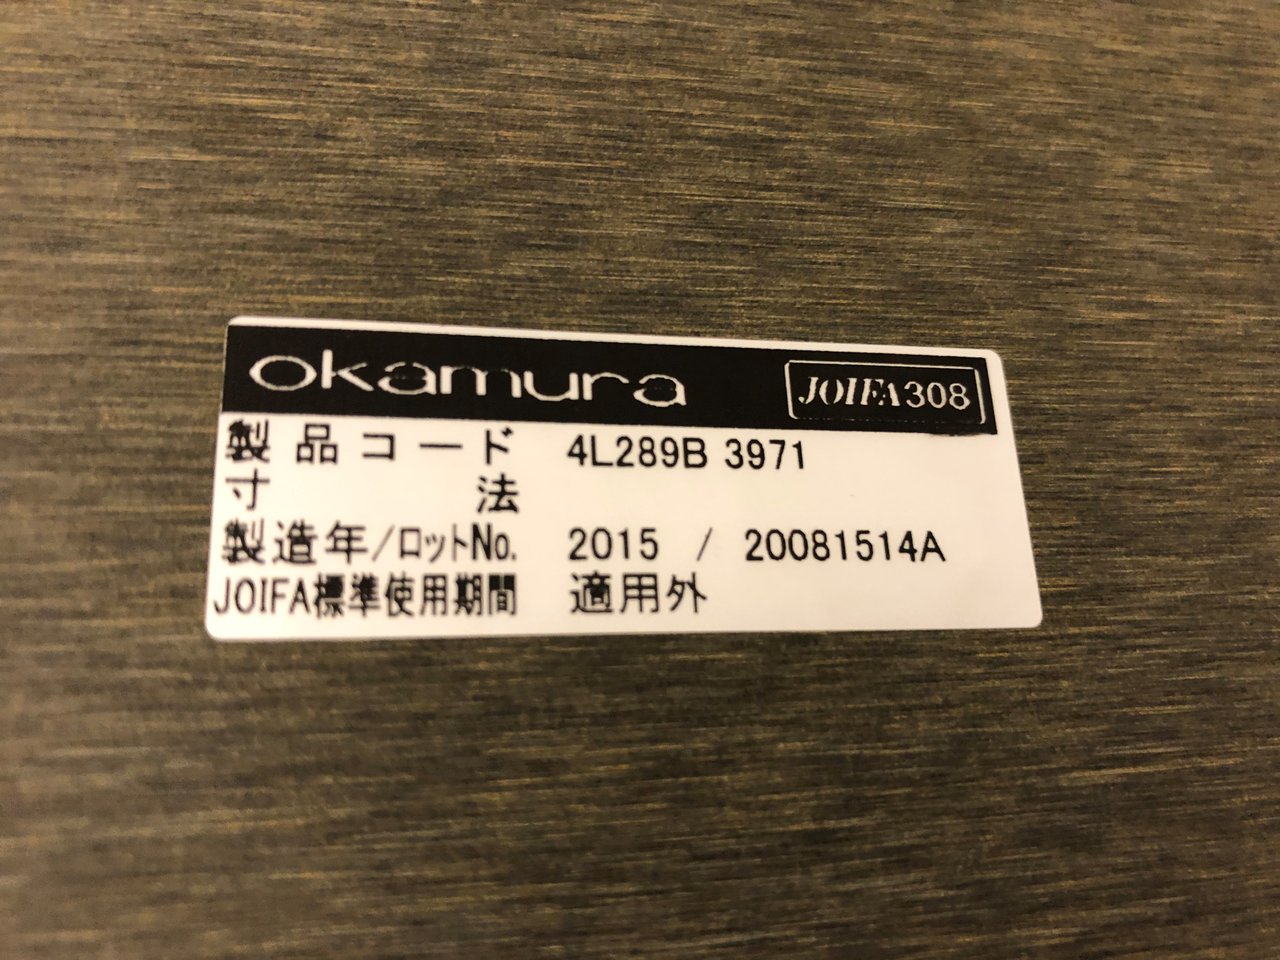 okamura JOIFA308
製品コード 4L289B 3971
寸法
製造年/ロットNo. 2015 / 20081514A
JOIFA標準使用期間 適用外